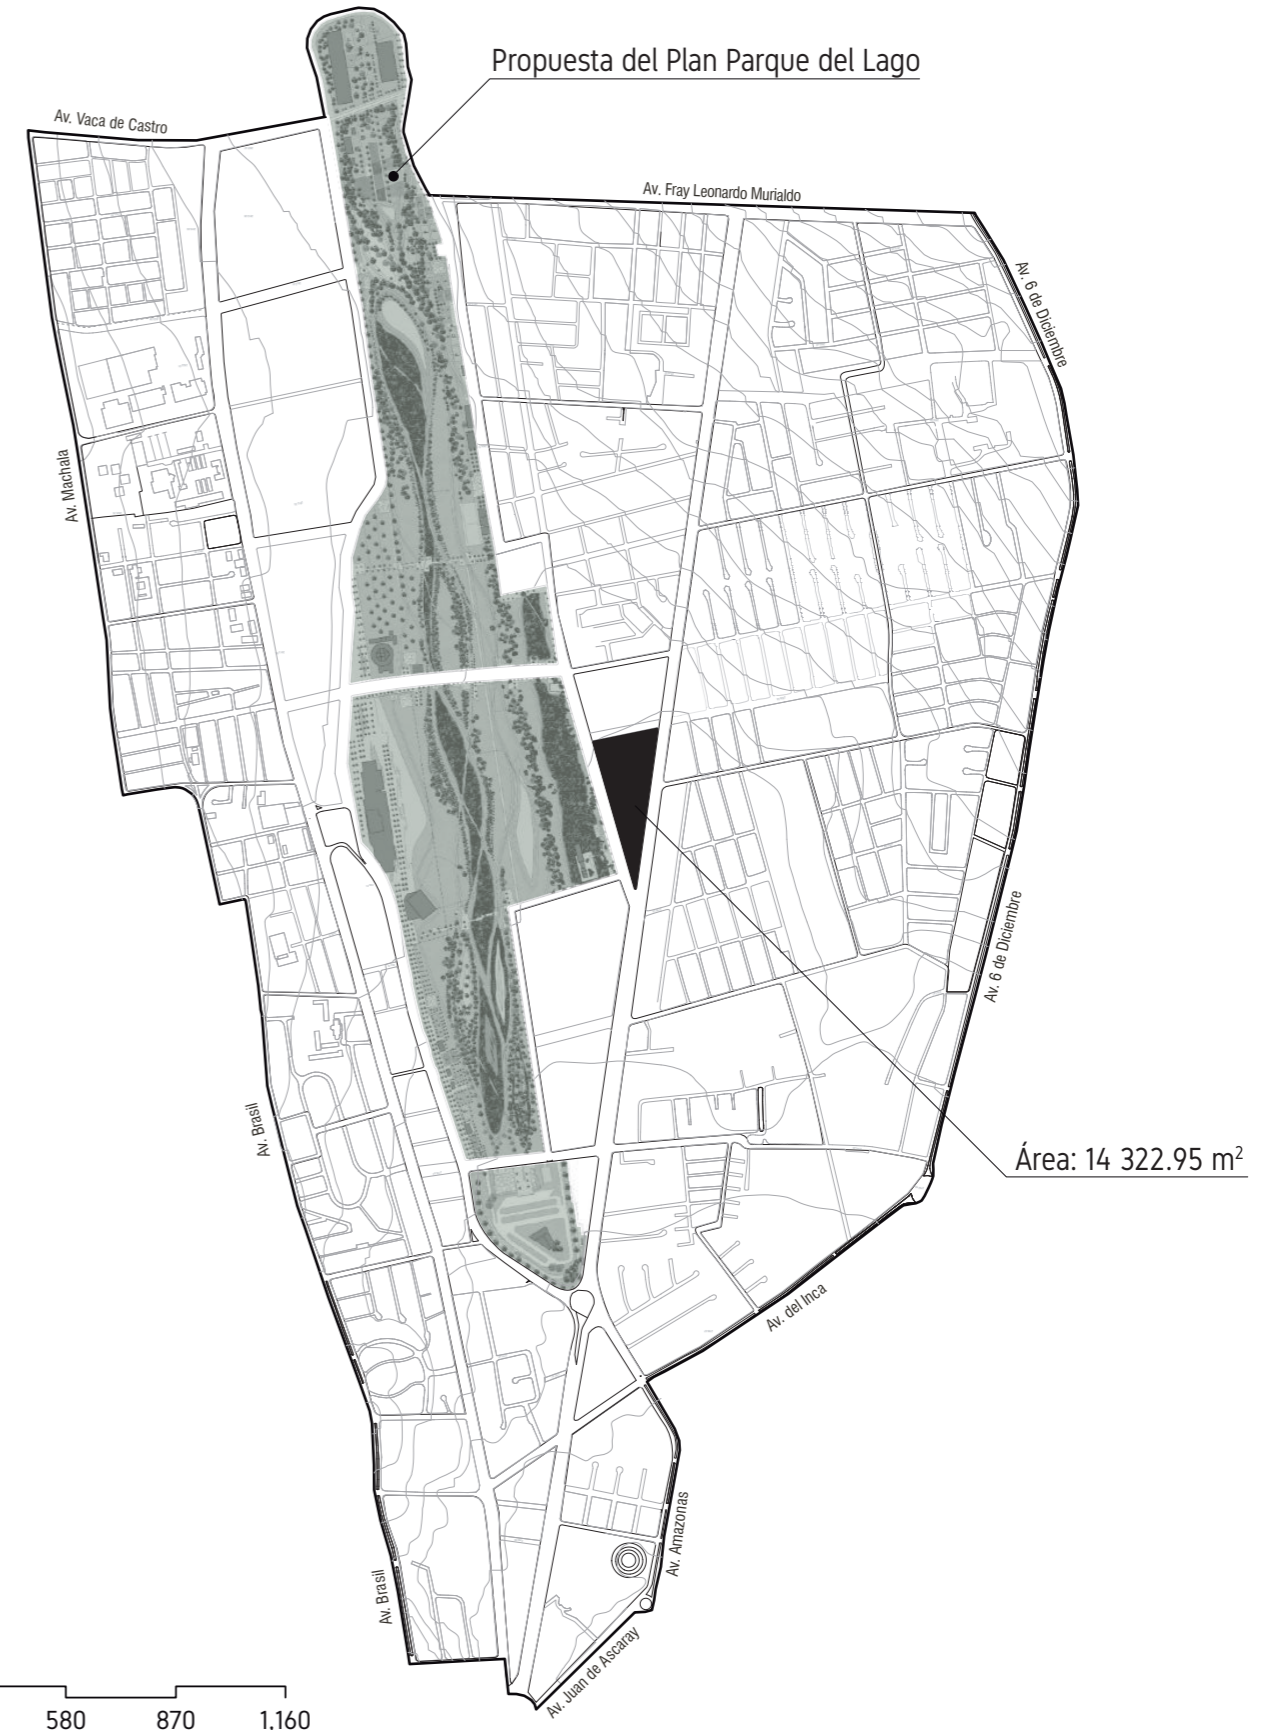 Propuesta del Plan Parque del Lago
Av. Vaca de Castro
Av. Fray Leonardo Murialdo
Av. 6 de Diciembre
Av. Machala
Av. 6 de Diciembre
Av. Brasil
Área: 14 322.95 m²
Av. del Inca
Av. Amazonas
Av. Brasil
Av. Juan de Ascaray
580 870 1,160